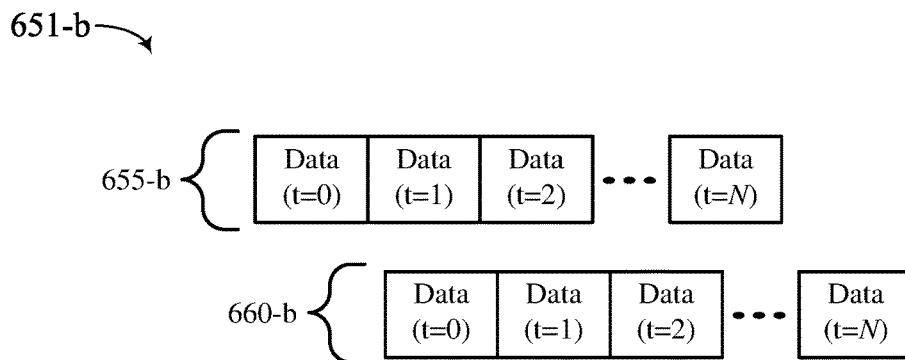 651-b
655-b
Data Data Data Data
(t=0) (t=1) (t=2) ••• (t=N)
660-b
Data Data Data Data
(t=0) (t=1) (t=2) ••• (t=N)